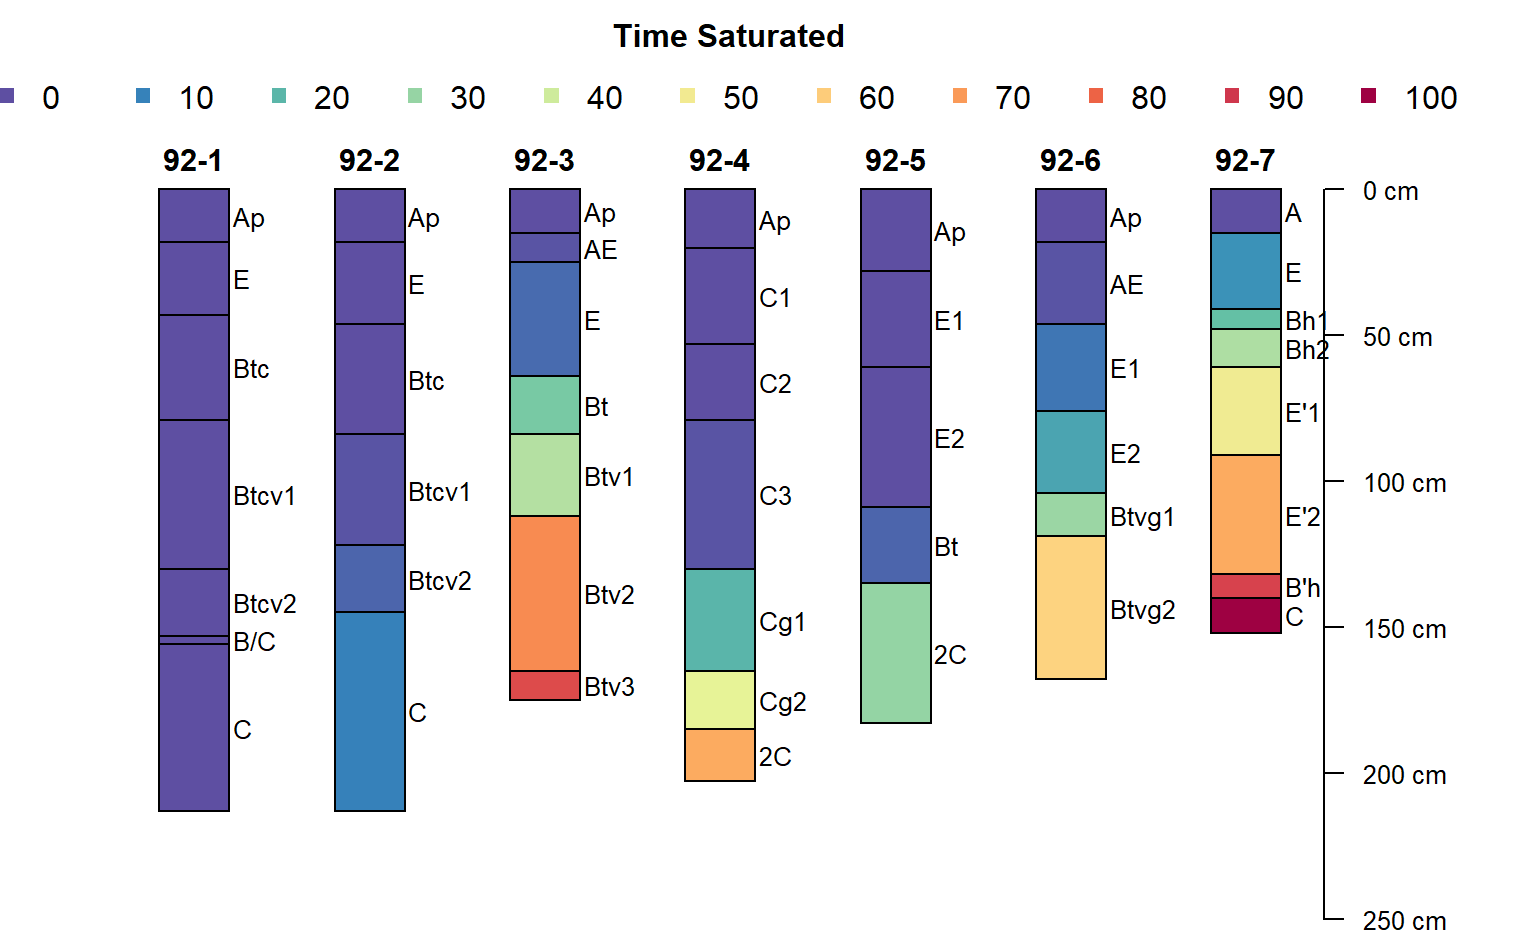 Time Saturated
0 10 20 30 40 50 60 70 80 90 100
92-1 92-2 92-3 92-4 92-5 92-6 92-7
Ap
E
Btc
Btcv1
Btcv2
B/C
C
Ap
E
Btc
Btcv1
Btcv2
C
Ap
AE
E
Bt
Btv1
Btv2
Btv3
Ap
C1
C2
C3
Cg1
Cg2
2C
Ap
E1
E2
Bt
2C
Ap
AE
E1
E2
Btvg1
Btvg2
A
E
Bh1
Bh2
E'1
E'2
B'h
C
0 cm
50 cm
100 cm
150 cm
200 cm
250 cm